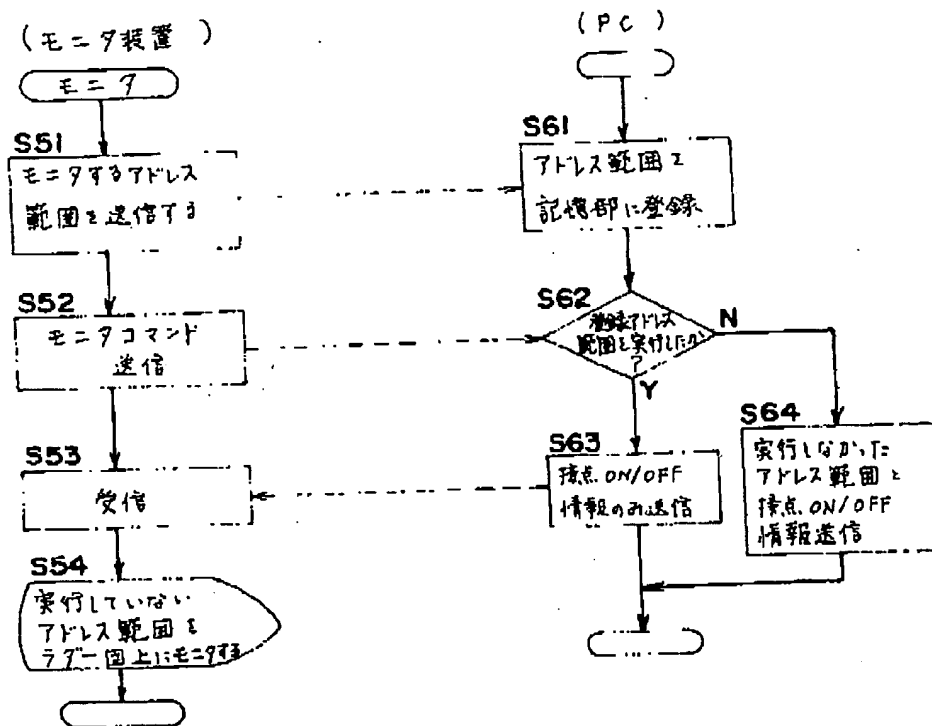 (モニタ装置)
モニタ
S51
モニタするアドレス
範囲を送信する
S52
モニタコマンド
送信
S53
受信
S54
実行していない
アドレス範囲を
ラダー図上にモニタする
(PC)
S61
アドレス範囲を
記憶部に登録
S62
登録アドレス
範囲を実行したか
?
N
Y
S63
接点ON/OFF
情報のみ送信
S64
実行しなかった
アドレス範囲と
接点ON/OFF
情報送信